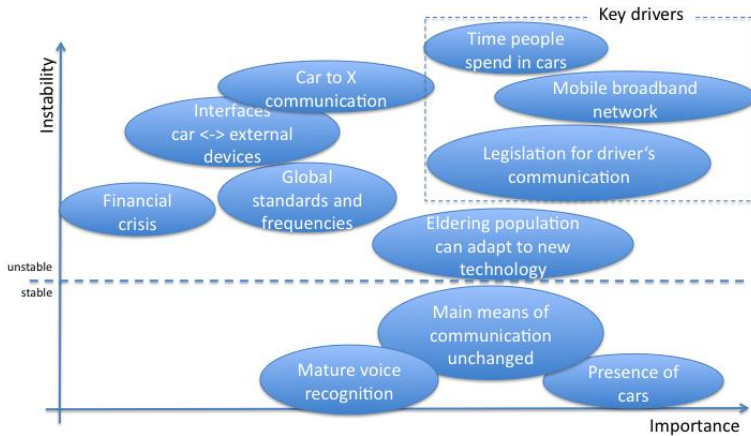 Key drivers
Time people
spend in cars
Car to X
communication
Mobile broadband
network
Interfaces
car <-> external
devices
Legislation for driver's
communication
Global
standards and
frequencies
Financial
crisis
Eldering population
can adapt to new
technology
Instability
unstable
stable
Main means of
communication
unchanged
Mature voice
recognition
Presence of
cars
Importance